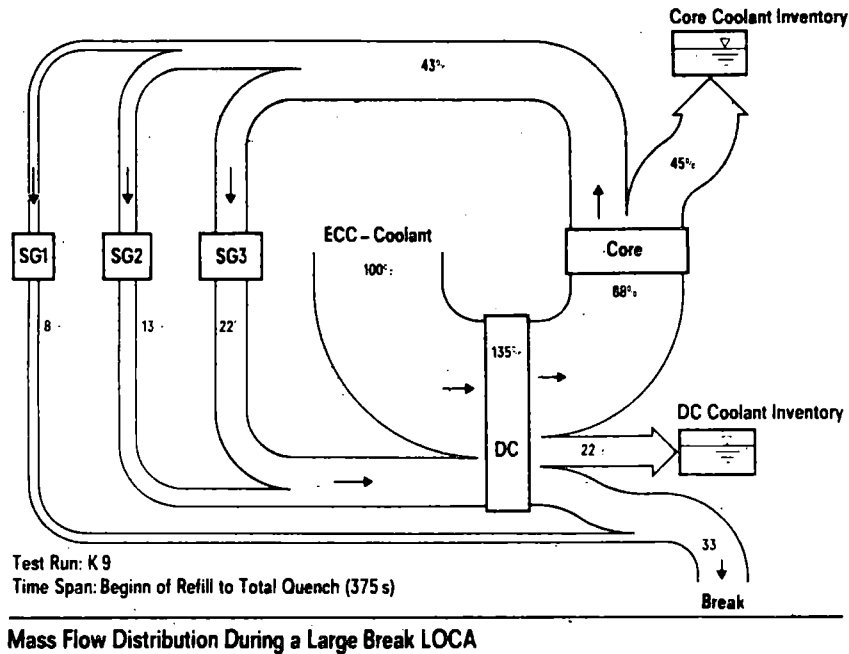 Core Coolant Inventory
43%
45%
SG1
SG2
SG3
ECC - Coolant
100%
Core
68%
8
13
22
135%
DC
DC Coolant Inventory
22
33
Break
Test Run: K 9
Time Span: Beginn of Refill to Total Quench (375 s)
Mass Flow Distribution During a Large Break LOCA